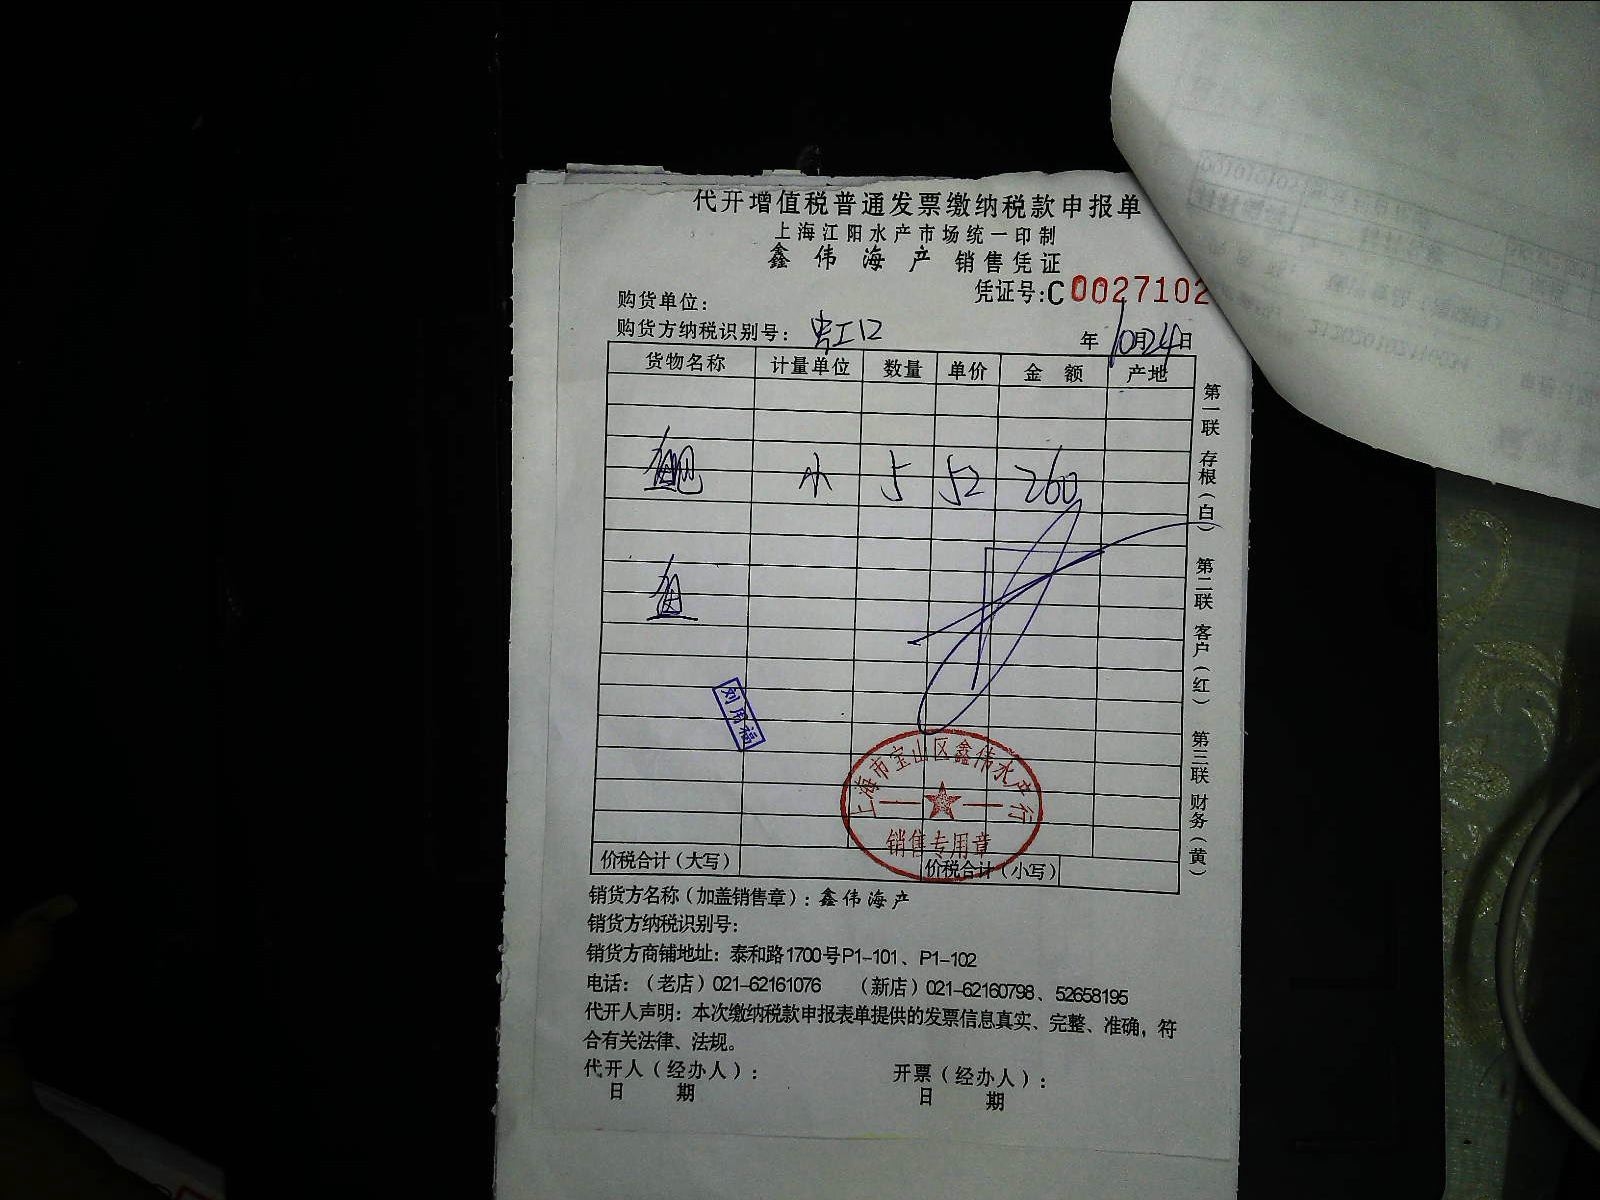 代开增值税普通发票缴纳税款申报单
上海江阳水产市场统一印制
鑫伟海产 销售凭证
凭证号:C 0027102
购货单位:
购货方纳税识别号: 虹口 年10月24日
货物名称 计量单位 数量 单价 金额 产地
5 52 260
刘用福
上海市宝山区鑫伟水产行
销售专用章
价税合计(大写) 价税合计(小写)
第一联 存根(白) 第二联 客户(红) 第三联 财务(黄)
销货方名称(加盖销售章): 鑫伟海产
销货方纳税识别号:
销货方商铺地址: 泰和路1700号P1-101、P1-102
电话:(老店)021-62161076 (新店)021-62160798、52658195
代开人声明: 本次缴纳税款申报表单提供的发票信息真实、完整、准确,符
合有关法律、法规。
代开人(经办人): 开票(经办人):
日 期 日 期